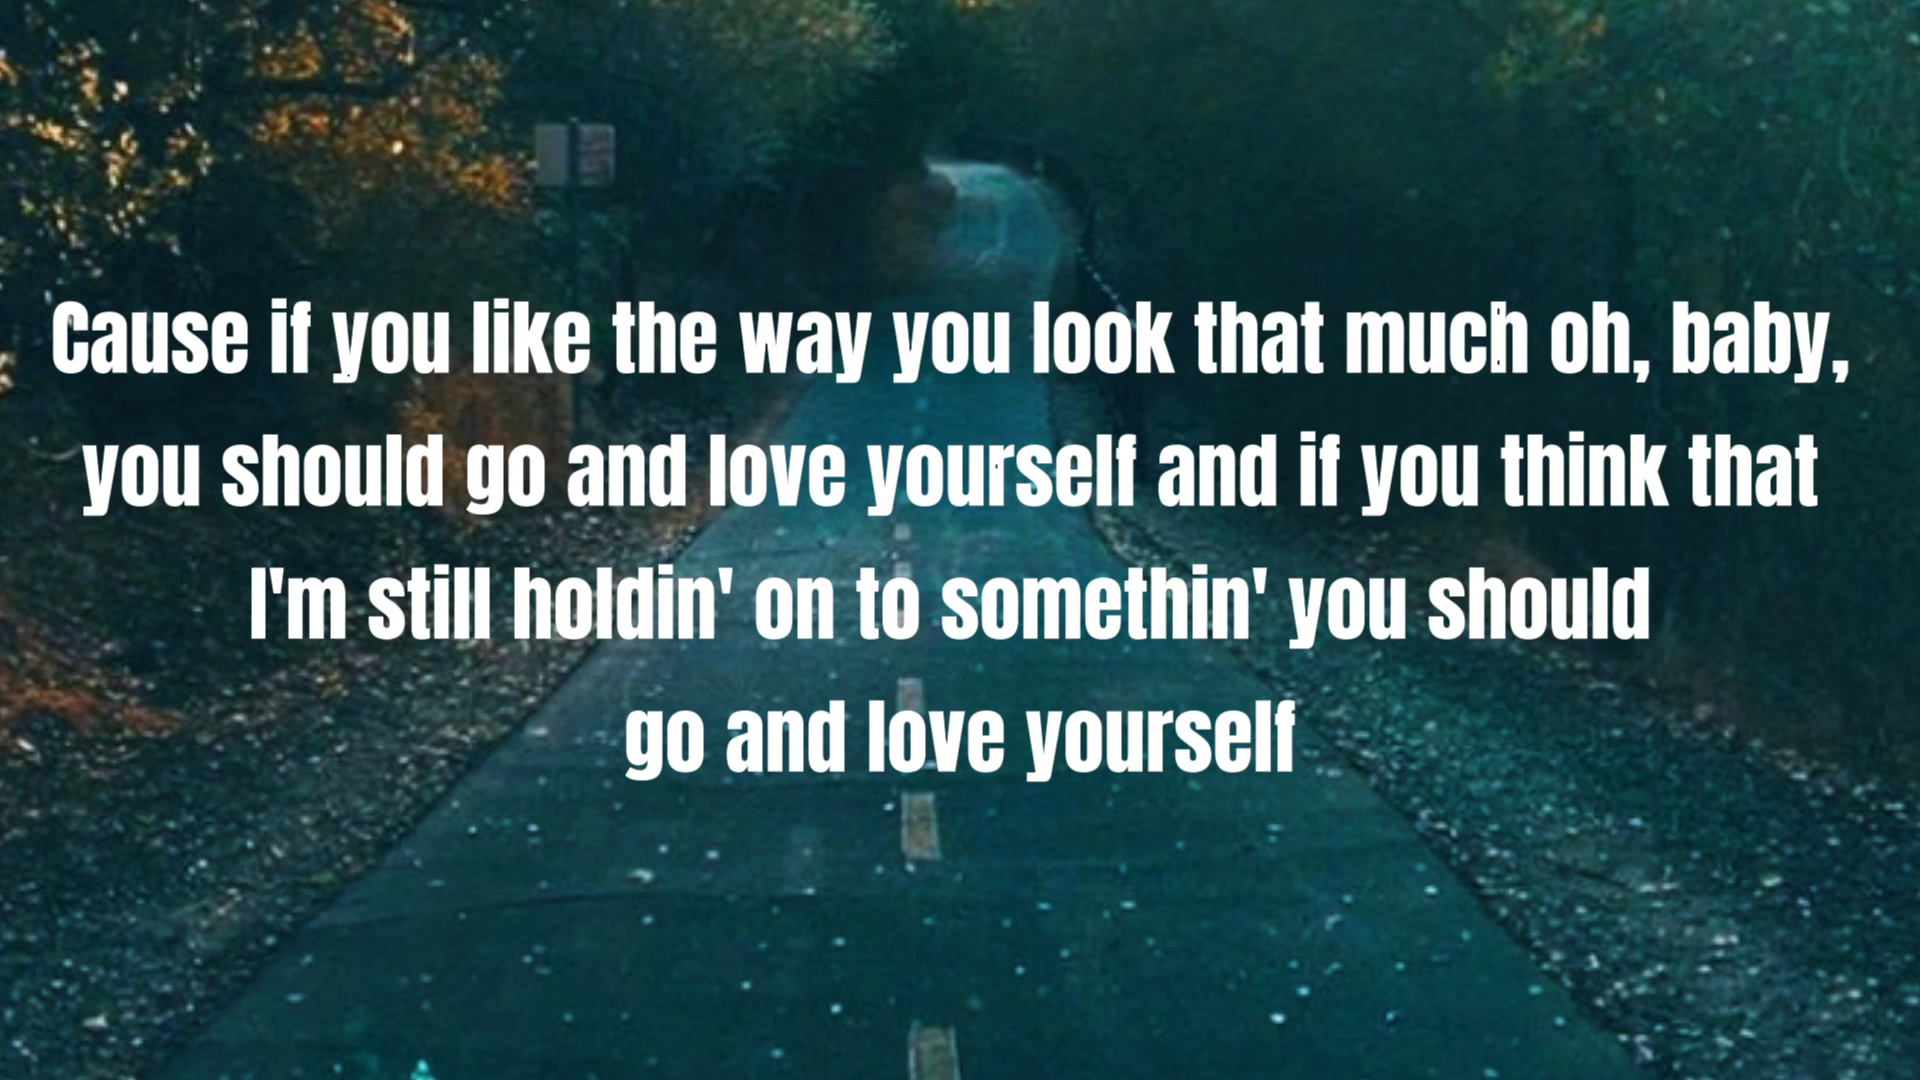 Cause if you like the way you look that much oh, baby,
you should go and love yourself and if you think that
I'm still holdin' on to somethin' you should
go and love yourself